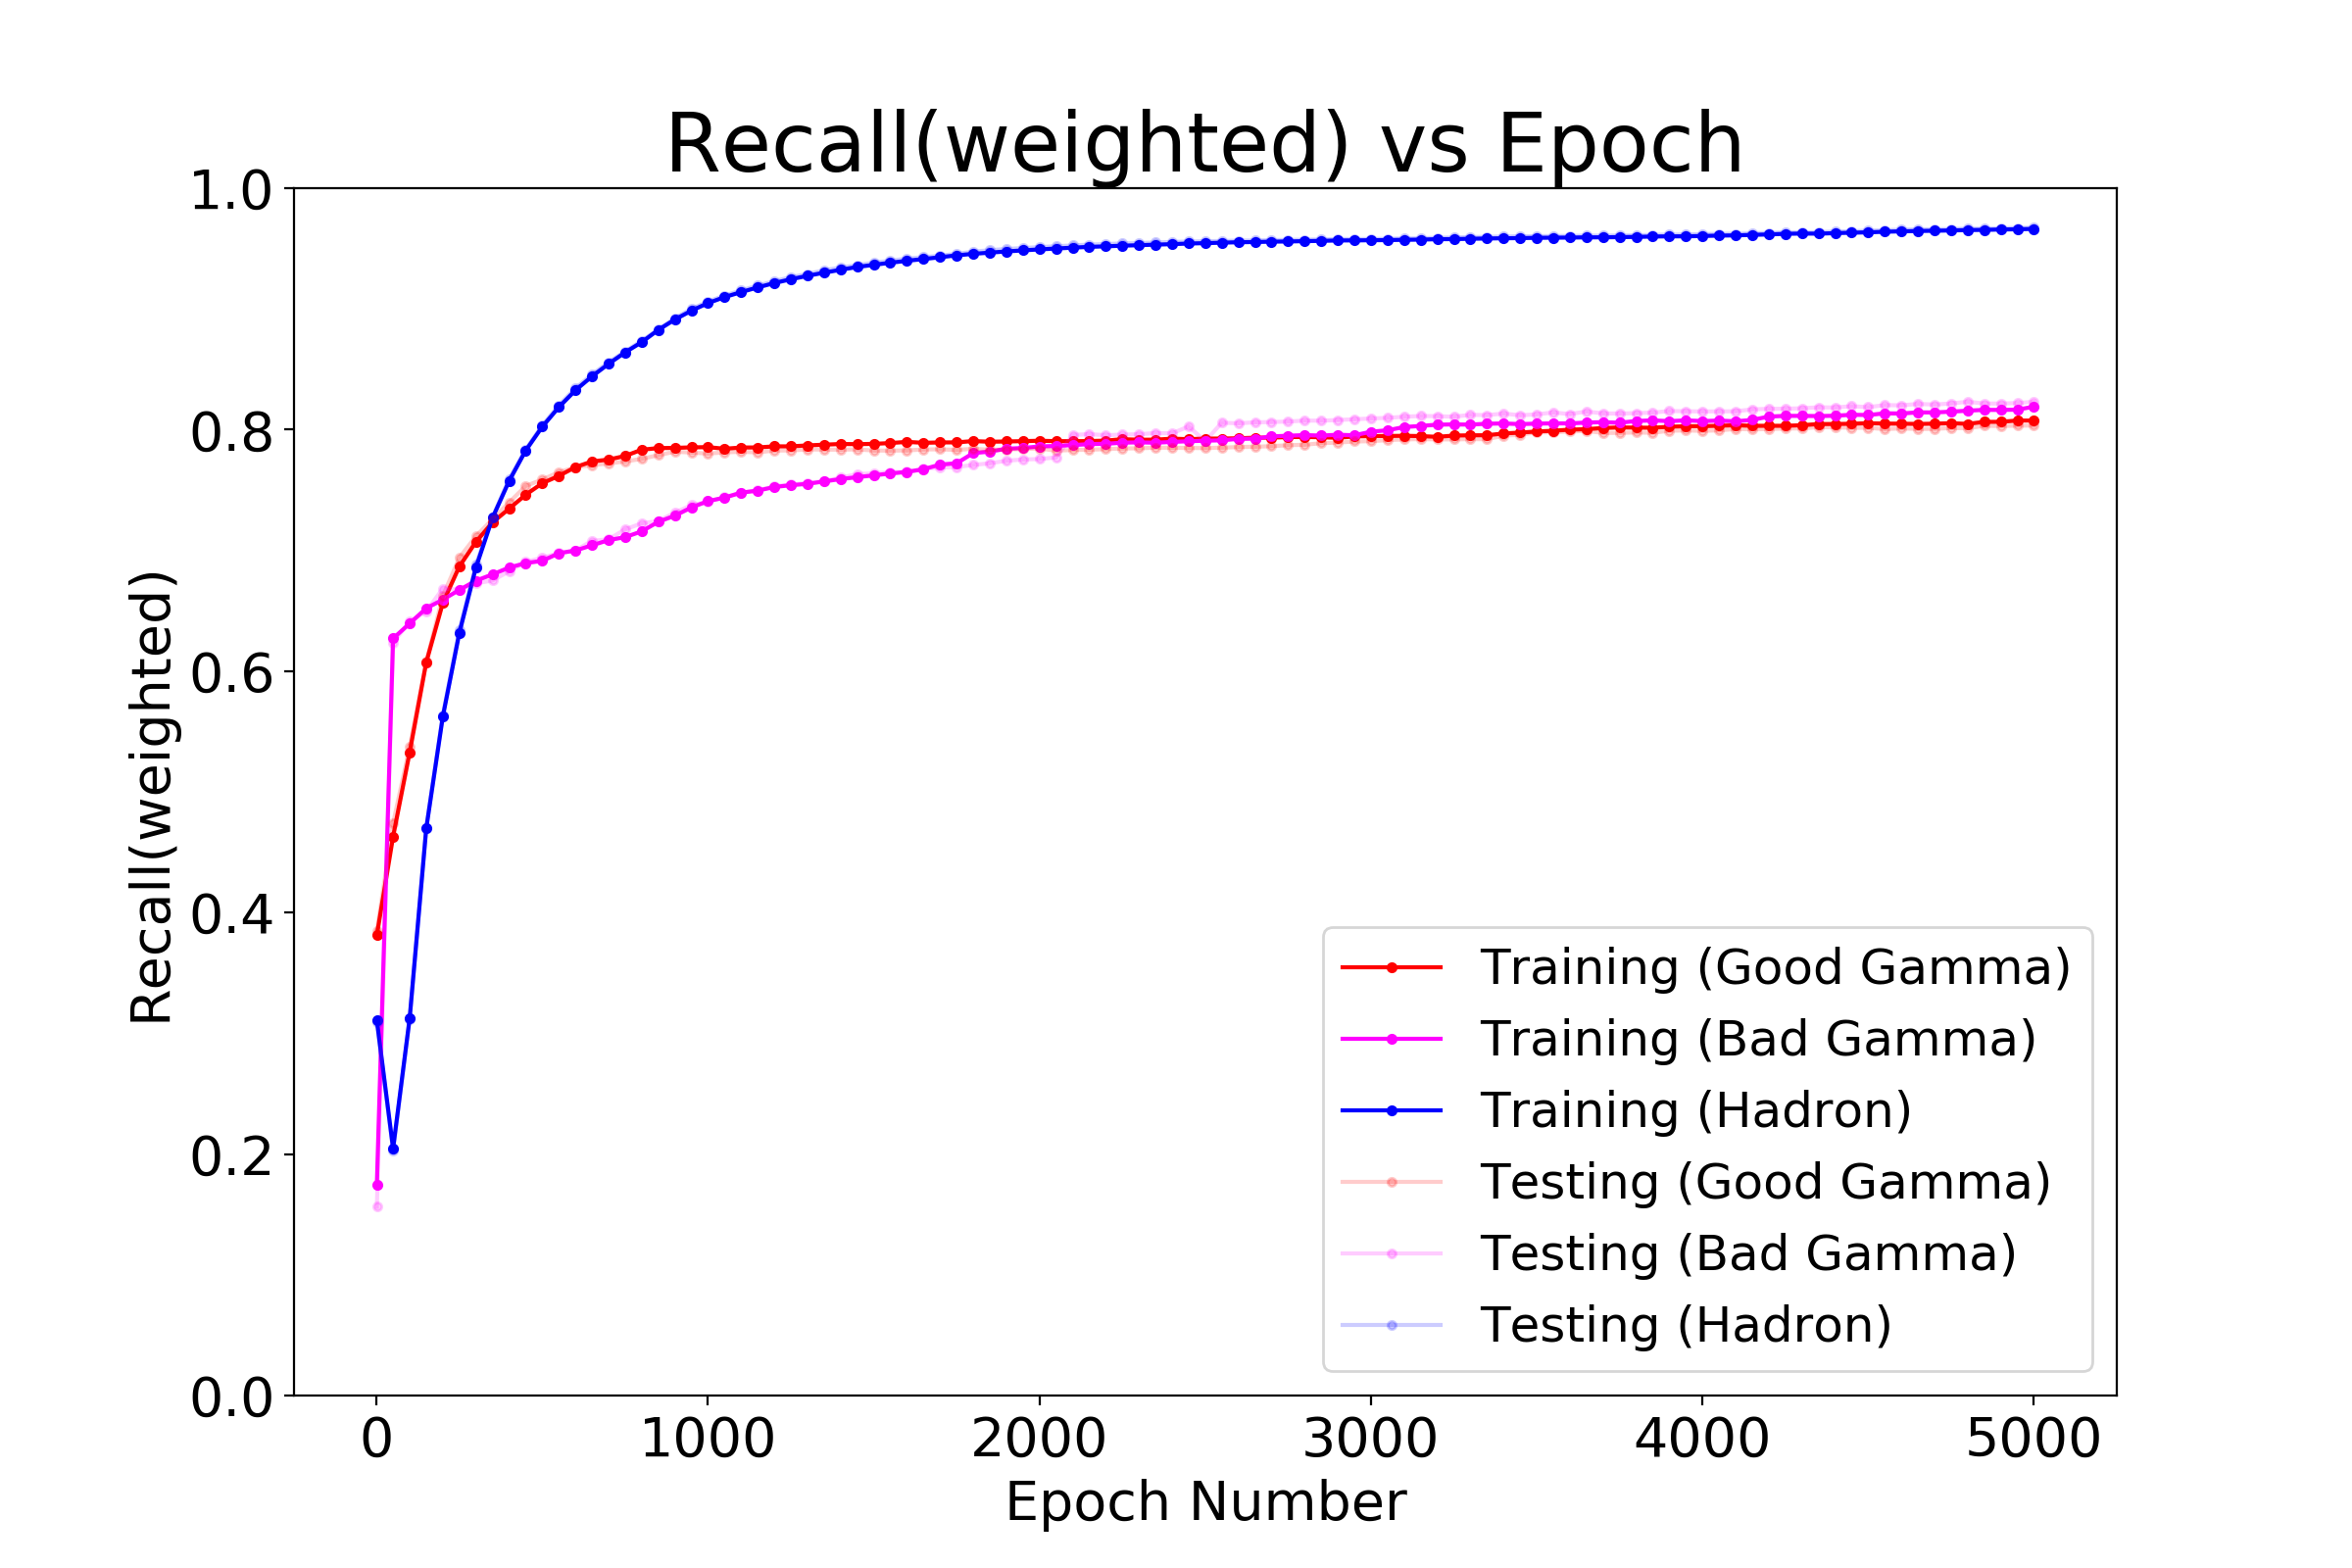 Recall(weighted) vs Epoch
Recall(weighted)
1.0
0.8
0.6
0.4
0.2
0.0
0 1000 2000 3000 4000 5000
Epoch Number
Training (Good Gamma)
Training (Bad Gamma)
Training (Hadron)
Testing (Good Gamma)
Testing (Bad Gamma)
Testing (Hadron)